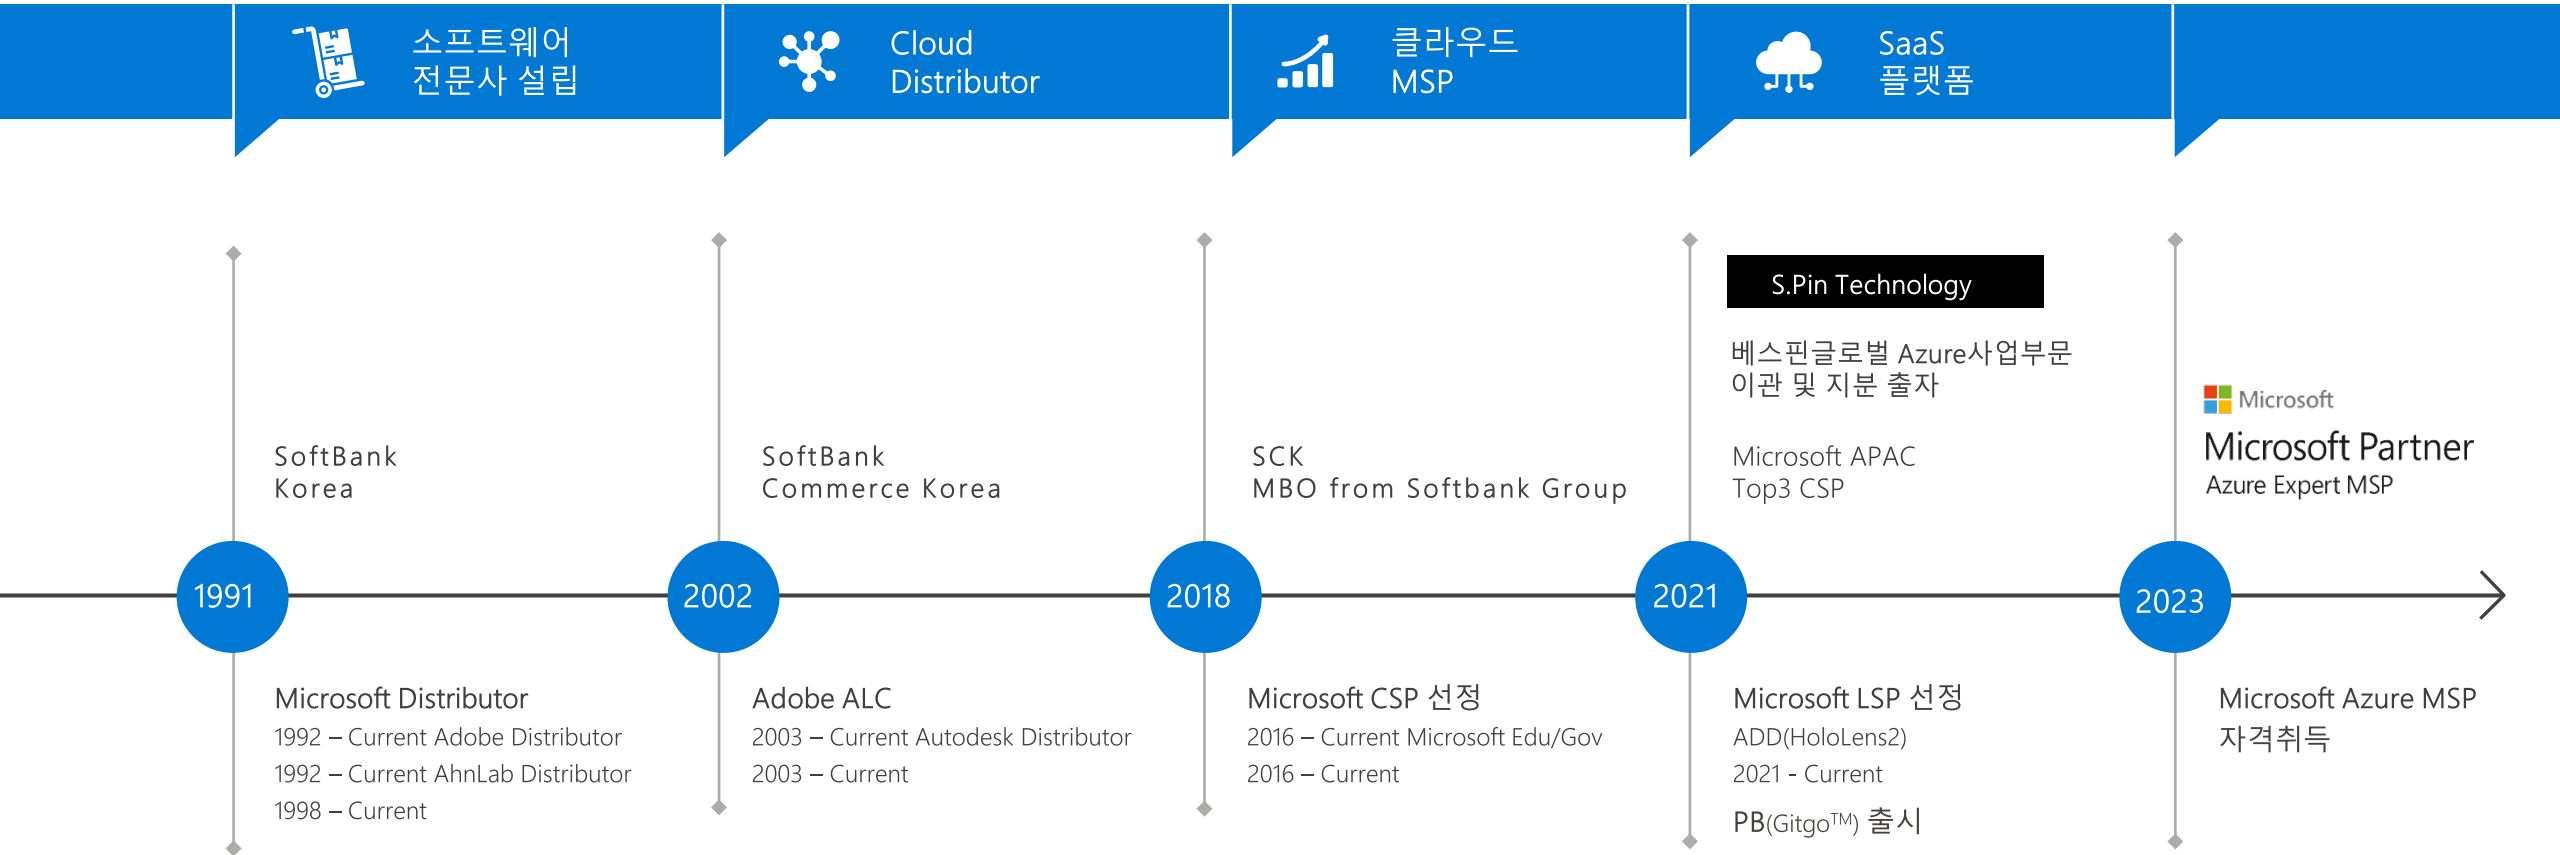 소프트웨어
전문사 설립
Cloud
Distributor
클라우드
MSP
SaaS
플랫폼
SoftBank
Korea
1991
Microsoft Distributor
1992 – Current Adobe Distributor
1992 – Current AhnLab Distributor
1998 – Current
SoftBank
Commerce Korea
2002
Adobe ALC
2003 – Current Autodesk Distributor
2003 – Current
SCK
MBO from Softbank Group
2018
Microsoft CSP 선정
2016 – Current Microsoft Edu/Gov
2016 – Current
S.Pin Technology
베스핀글로벌 Azure사업부문
이관 및 지분 출자
Microsoft APAC
Top3 CSP
2021
Microsoft LSP 선정
ADD(HoloLens2)
2021 - Current
PB(Gitgo™) 출시
Microsoft
Microsoft Partner
Azure Expert MSP
2023
Microsoft Azure MSP
자격취득